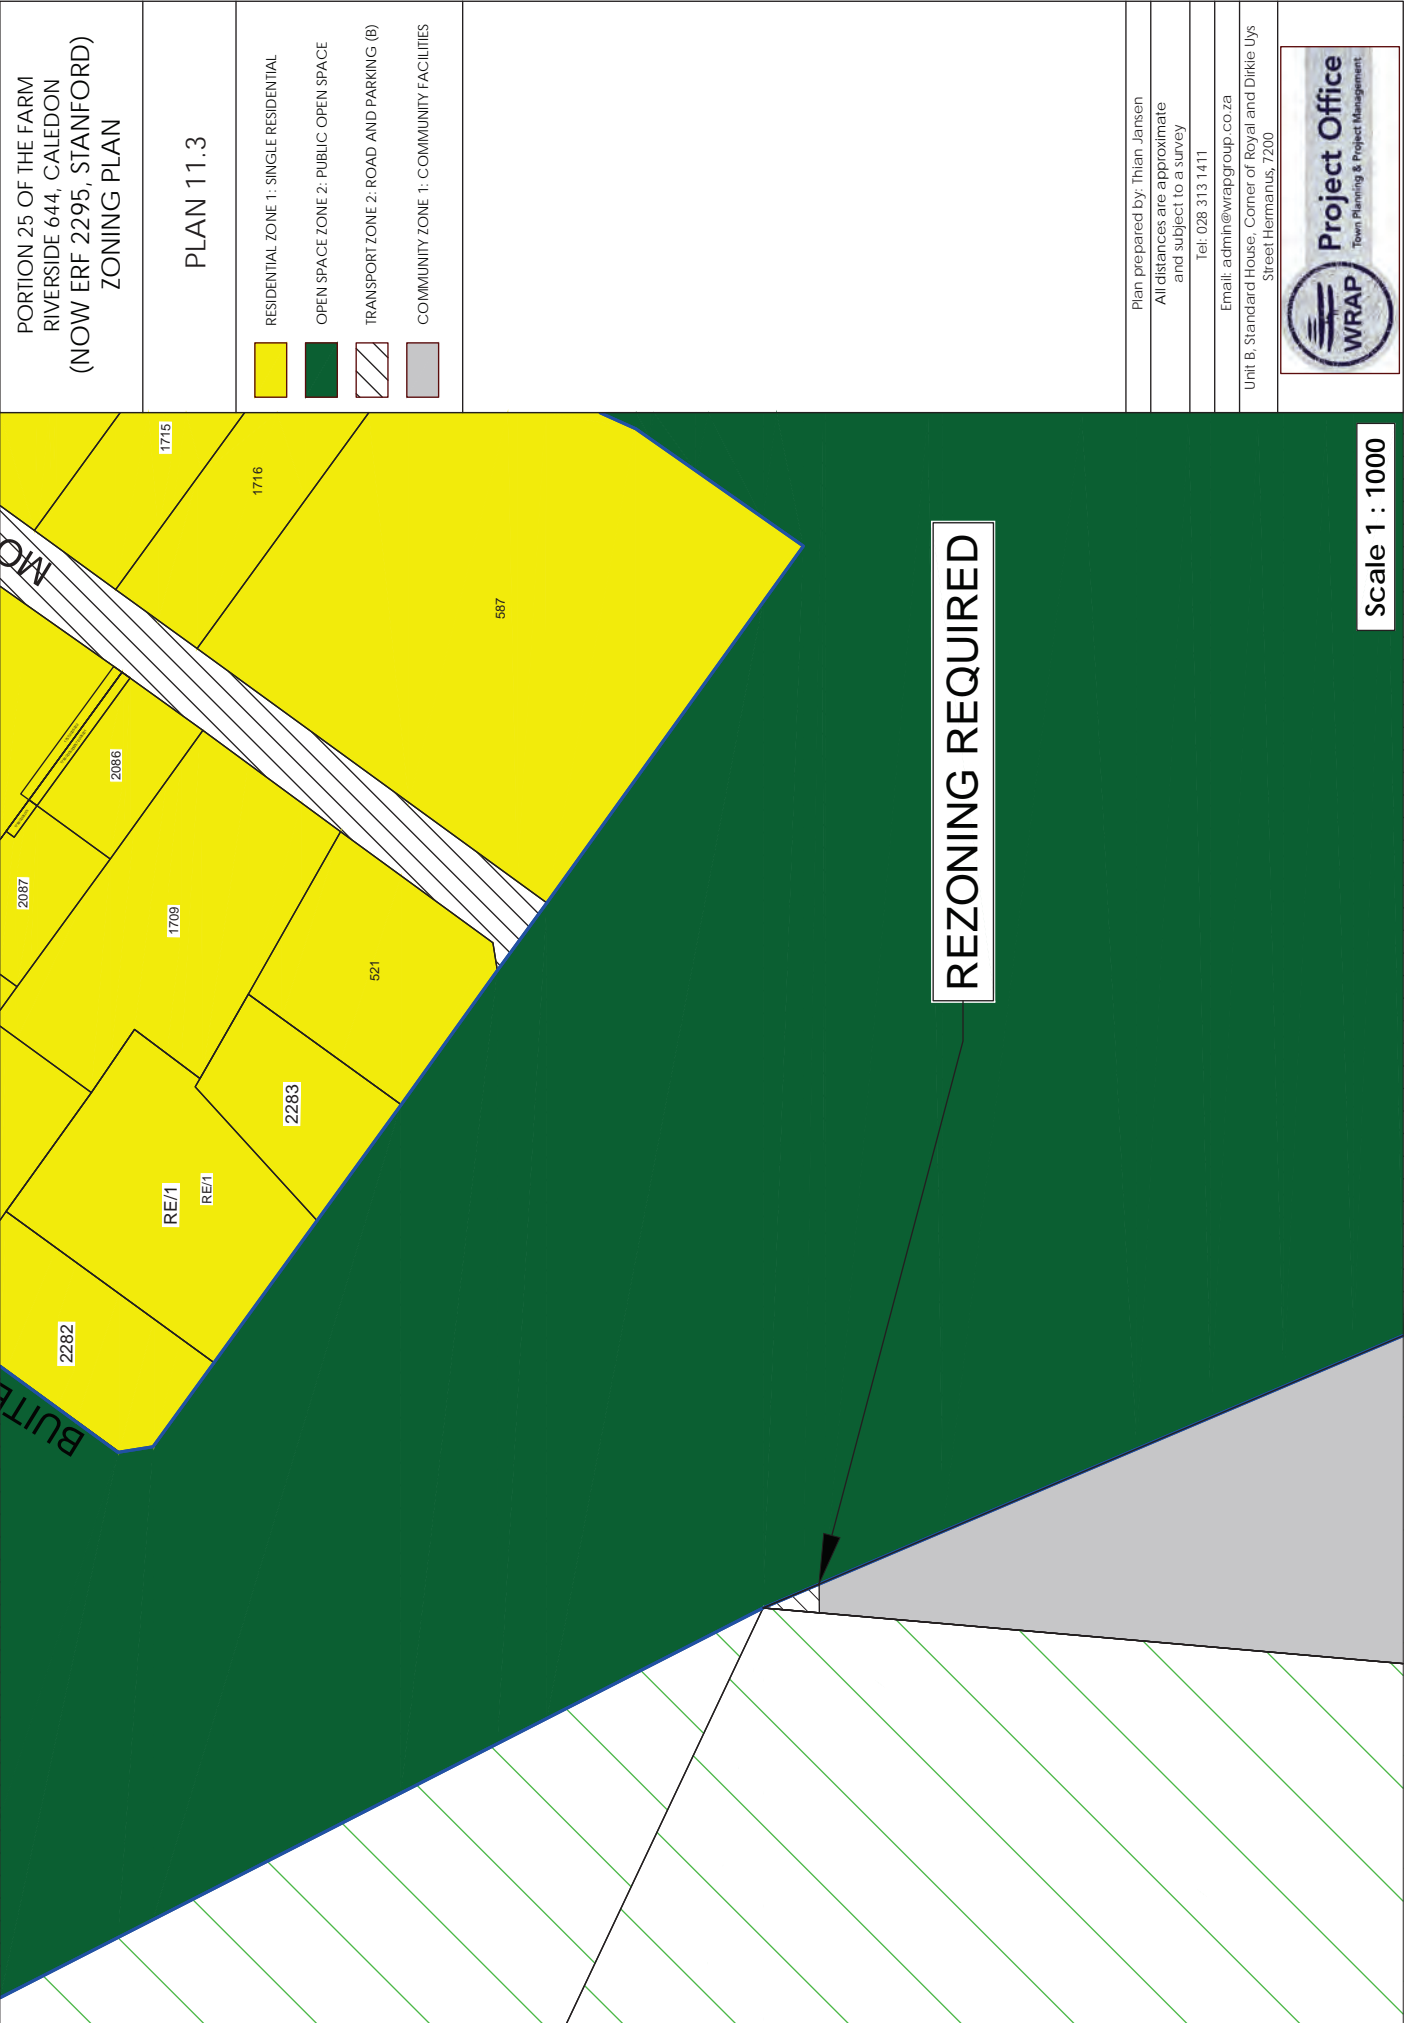 PORTION 25 OF THE FARM
RIVERSIDE 644, CALEDON
(NOW ERF 2295, STANFORD)
ZONING PLAN
PLAN 11.3
RESIDENTIAL ZONE 1: SINGLE RESIDENTIAL
OPEN SPACE ZONE 2: PUBLIC OPEN SPACE
TRANSPORT ZONE 2: ROAD AND PARKING (B)
COMMUNITY ZONE 1: COMMUNITY FACILITIES
Plan prepared by: Thian Jansen
All distances are approximate
and subject to a survey
Tel: 028 313 1411
Email: admin@wrapgroup.co.za
Unit B, Standard House, Corner of Royal and Dirkie Uys
Street Hermanus, 7200
WRAP
Project Office
Town Planning & Project Management
1715
1716
MO
587
2086
2087
1709
521
2283
RE/1
RE/1
2282
BUITE
REZONING REQUIRED
Scale 1 : 1000